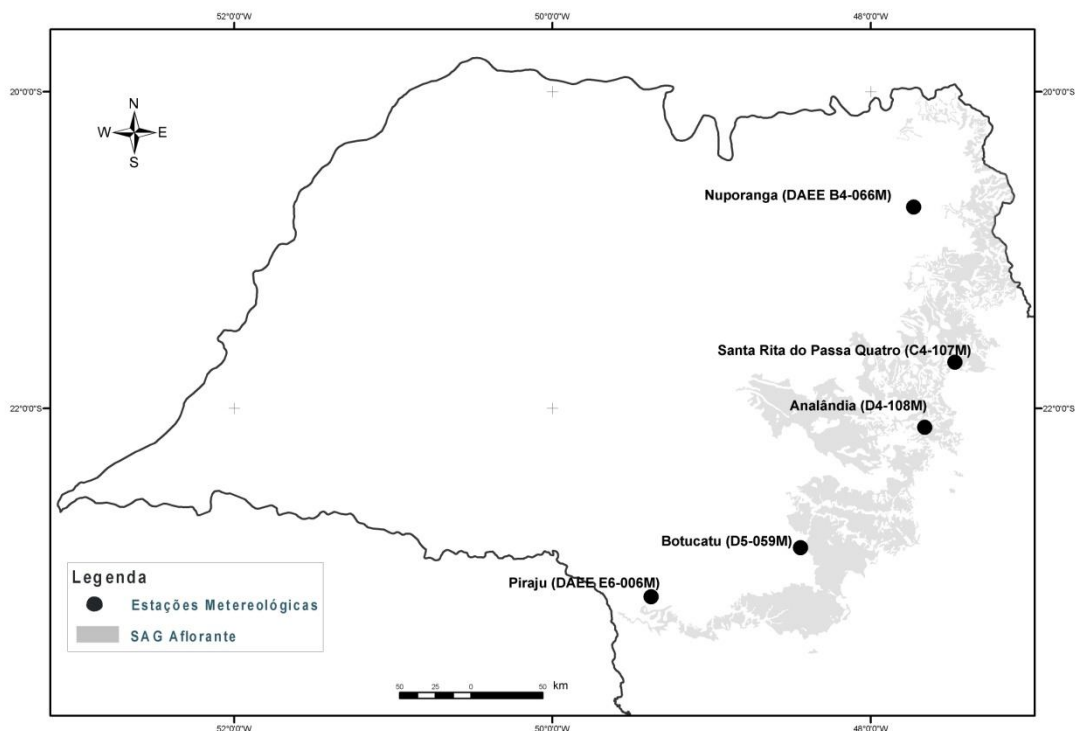 52°0'0"W 50°0'0"W 48°0'0"W
20°0'0"S 20°0'0"S
N
W E
S
Nuporanga (DAEE B4-066M)
Santa Rita do Passa Quatro (C4-107M)
Analândia (D4-108M)
22°0'0"S 22°0'0"S
Botucatu (D5-059M)
Piraju (DAEE E6-006M)
Legenda
Estações Metereológicas
SAG Aflorante
50 25 0 50 km
52°0'0"W 50°0'0"W 48°0'0"W